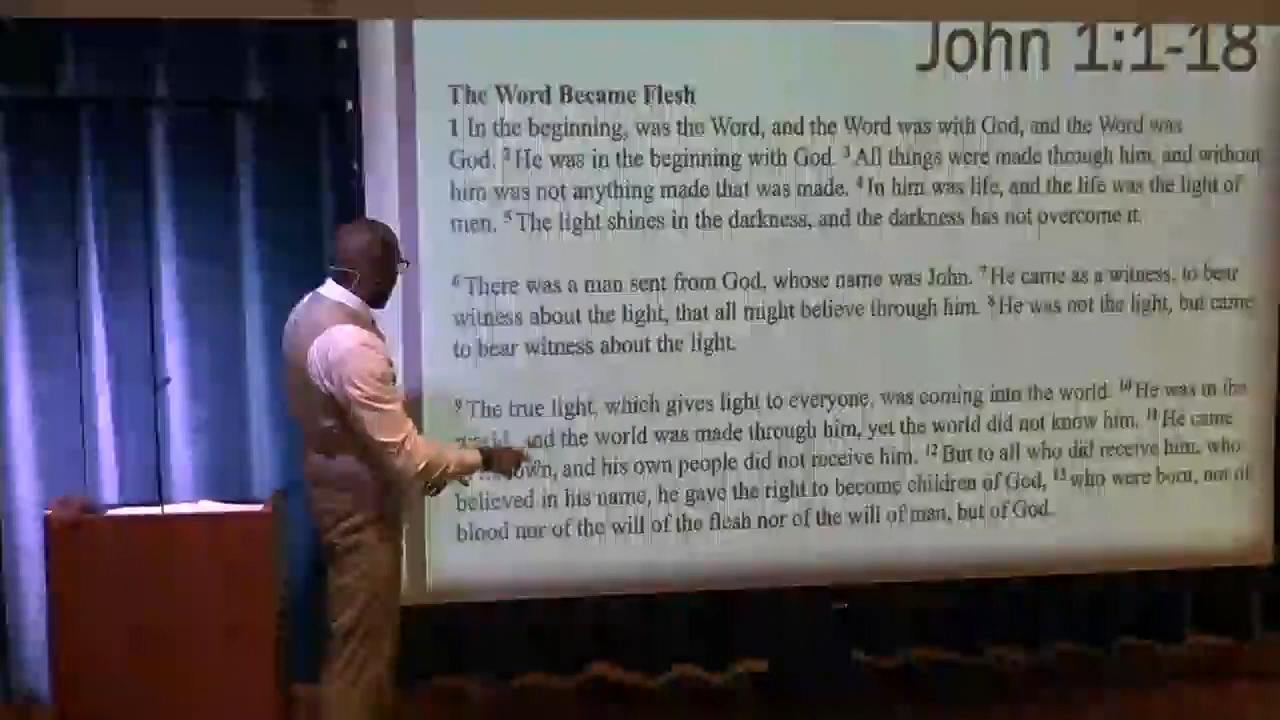 John 1:1-18
The Word Became Flesh
1 In the beginning, was the Word, and the Word was with God, and the Word was
God. 2 He was in the beginning with God. 3 All things were made through him, and without
him was not anything made that was made. 4 In him was life, and the life was the light of
men. 5 The light shines in the darkness, and the darkness has not overcome it.
6 There was a man sent from God, whose name was John. 7 He came as a witness, to bear
witness about the light, that all might believe through him. 8 He was not the light, but came
to bear witness about the light.
9 The true light, which gives light to everyone, was coming into the world. 10 He was in the
and the world was made through him, yet the world did not know him. 11 He came
own, and his own people did not receive him. 12 But to all who did receive him, who
believed in his name, he gave the right to become children of God, 13 who were born, not of
blood nor of the will of the flesh nor of the will of man, but of God.